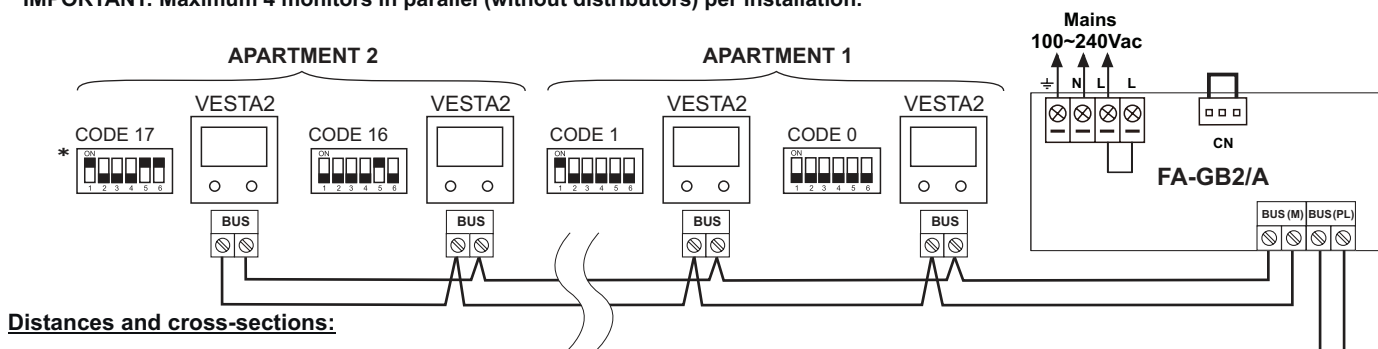 IMPORTANT: Maximum 4 monitors in parallel (without distributors) per installation.
Mains
100~240Vac
APARTMENT 2
APARTMENT 1
N L L
VESTA2
VESTA2
VESTA2
VESTA2
CODE 17
CODE 16
CODE 1
CODE 0
*
ON
1 2 3 4 5 6
ON
1 2 3 4 5 6
ON
1 2 3 4 5 6
ON
1 2 3 4 5 6
CN
FA-GB2/A
BUS
BUS
BUS
BUS
BUS (M) BUS (PL)
Distances and cross-sections: